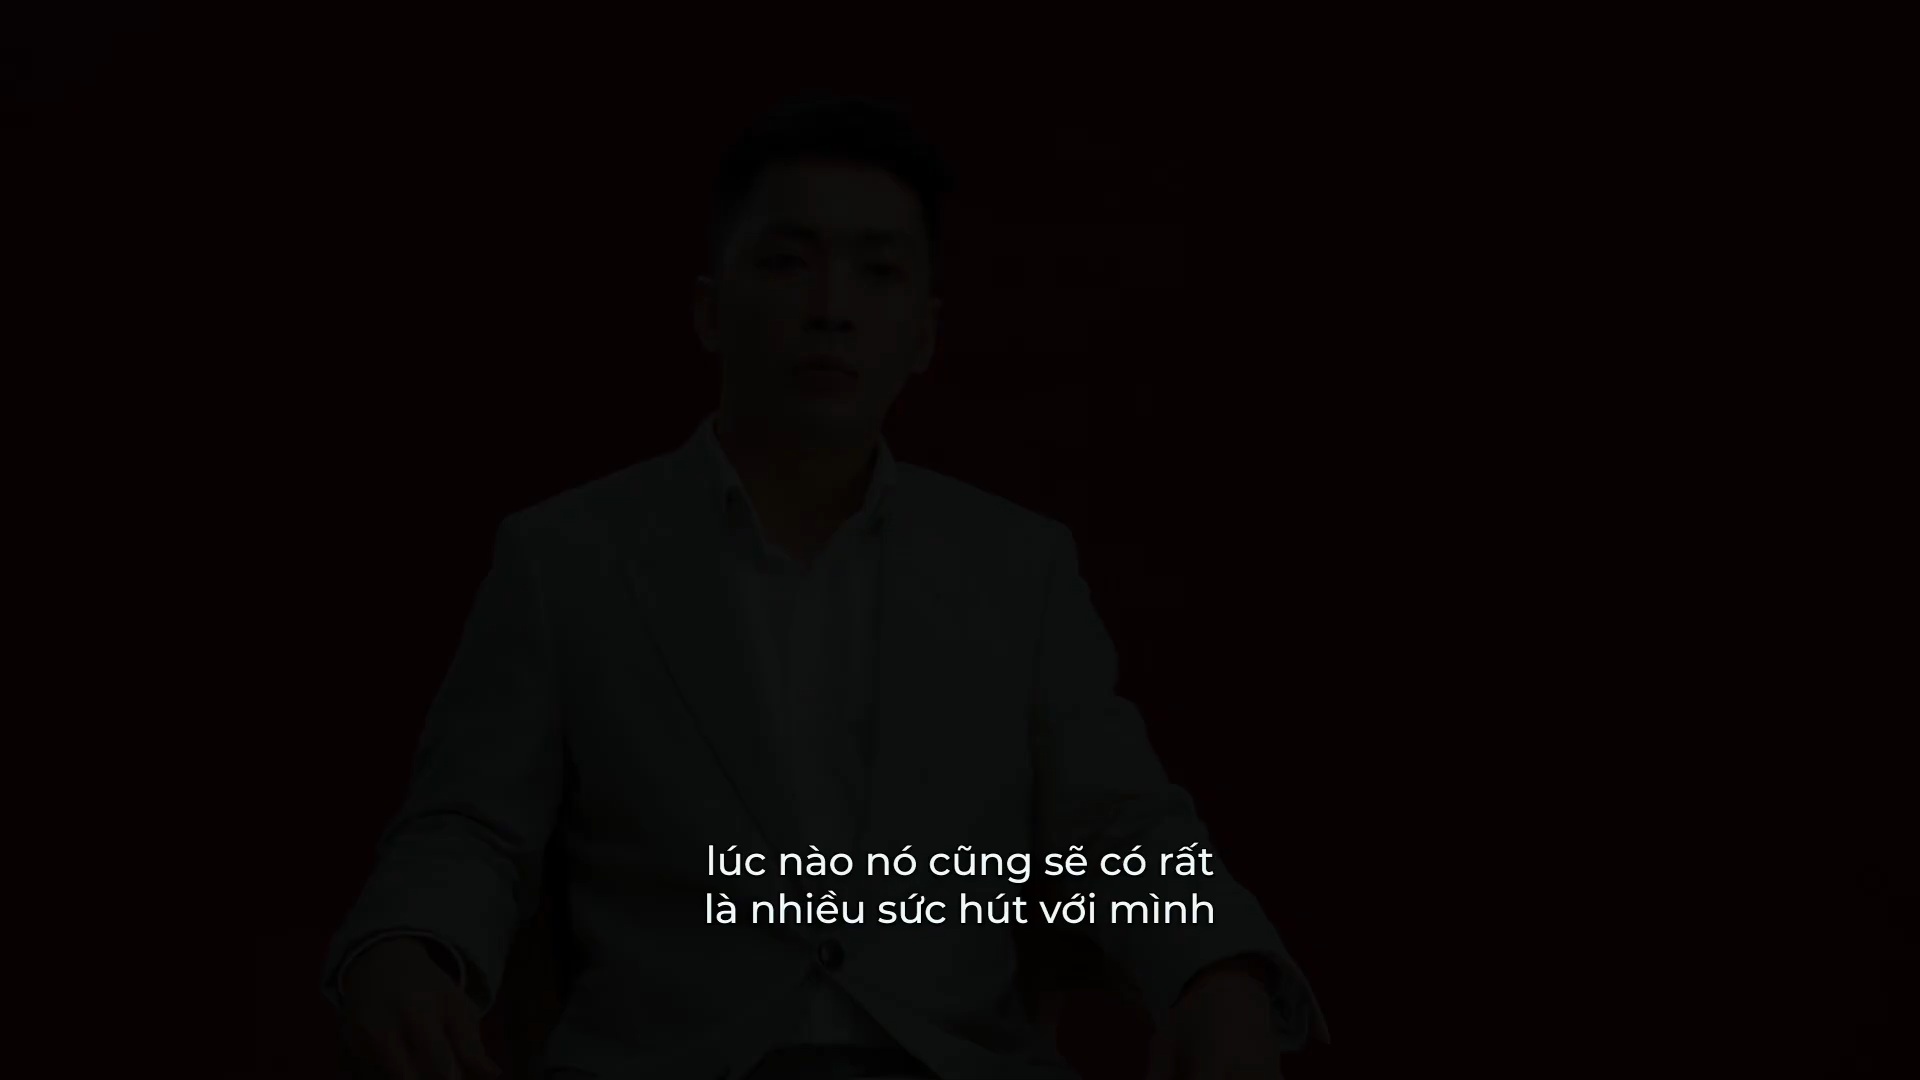 lúc nào nó cũng sẽ có rất
là nhiều sức hút với mình